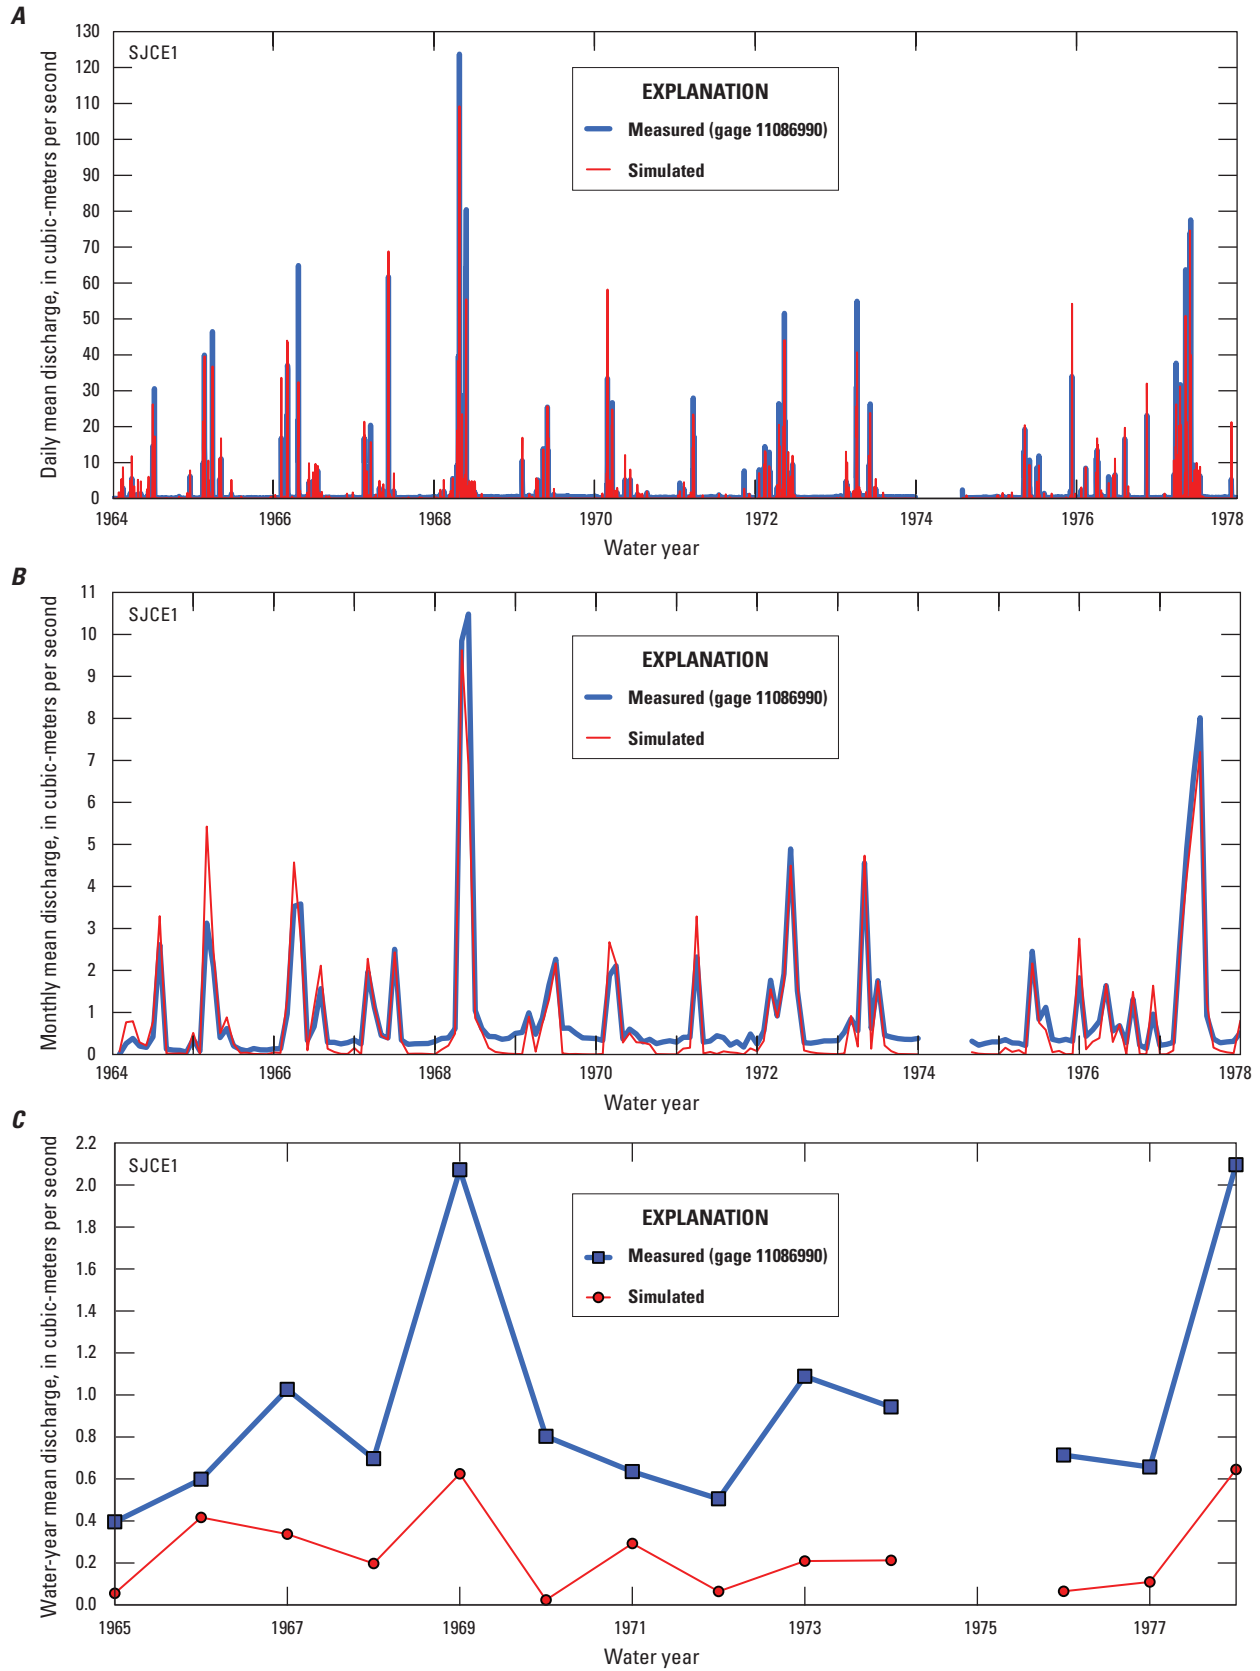 A
Daily mean discharge, in cubic-meters per second
130
120
110
100
90
80
70
60
50
40
30
20
10
0
SJCE1
EXPLANATION
Measured (gage 11086990)
Simulated
1964 1966 1968 1970 1972 1974 1976 1978
Water year
B
Monthly mean discharge, in cubic-meters per second
11
10
9
8
7
6
5
4
3
2
1
0
SJCE1
EXPLANATION
Measured (gage 11086990)
Simulated
1964 1966 1968 1970 1972 1974 1976 1978
Water year
C
Water-year mean discharge, in cubic-meters per second
2.2
2.0
1.8
1.6
1.4
1.2
1.0
0.8
0.6
0.4
0.2
0.0
SJCE1
EXPLANATION
Measured (gage 11086990)
Simulated
1965 1967 1969 1971 1973 1975 1977
Water year